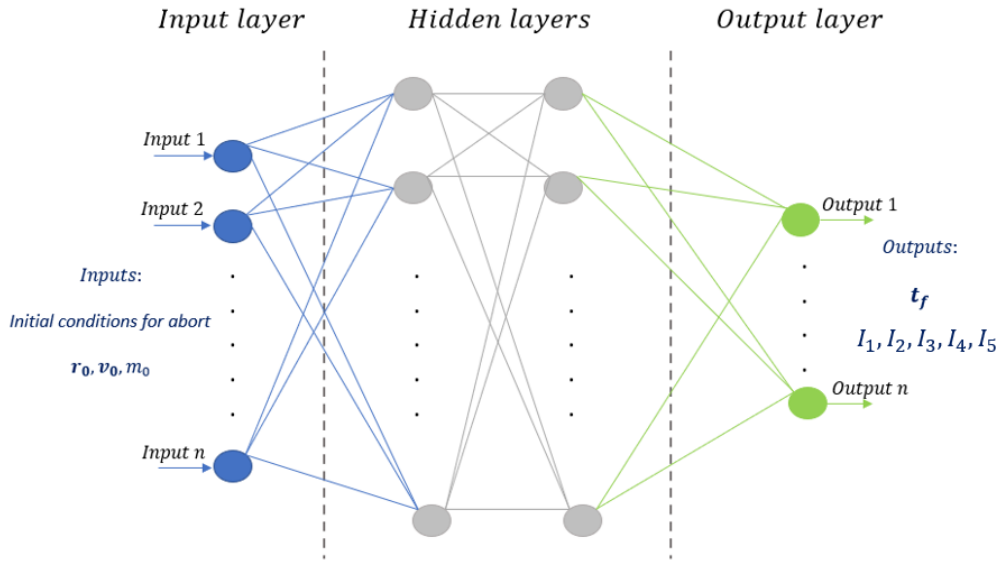 Input layer
Hidden layers
Output layer
Input 1
Input 2
Inputs:
Initial conditions for abort
r₀, v₀, m₀
Input n
Output 1
Outputs:
t_f
I₁, I₂, I₃, I₄, I₅
Output n